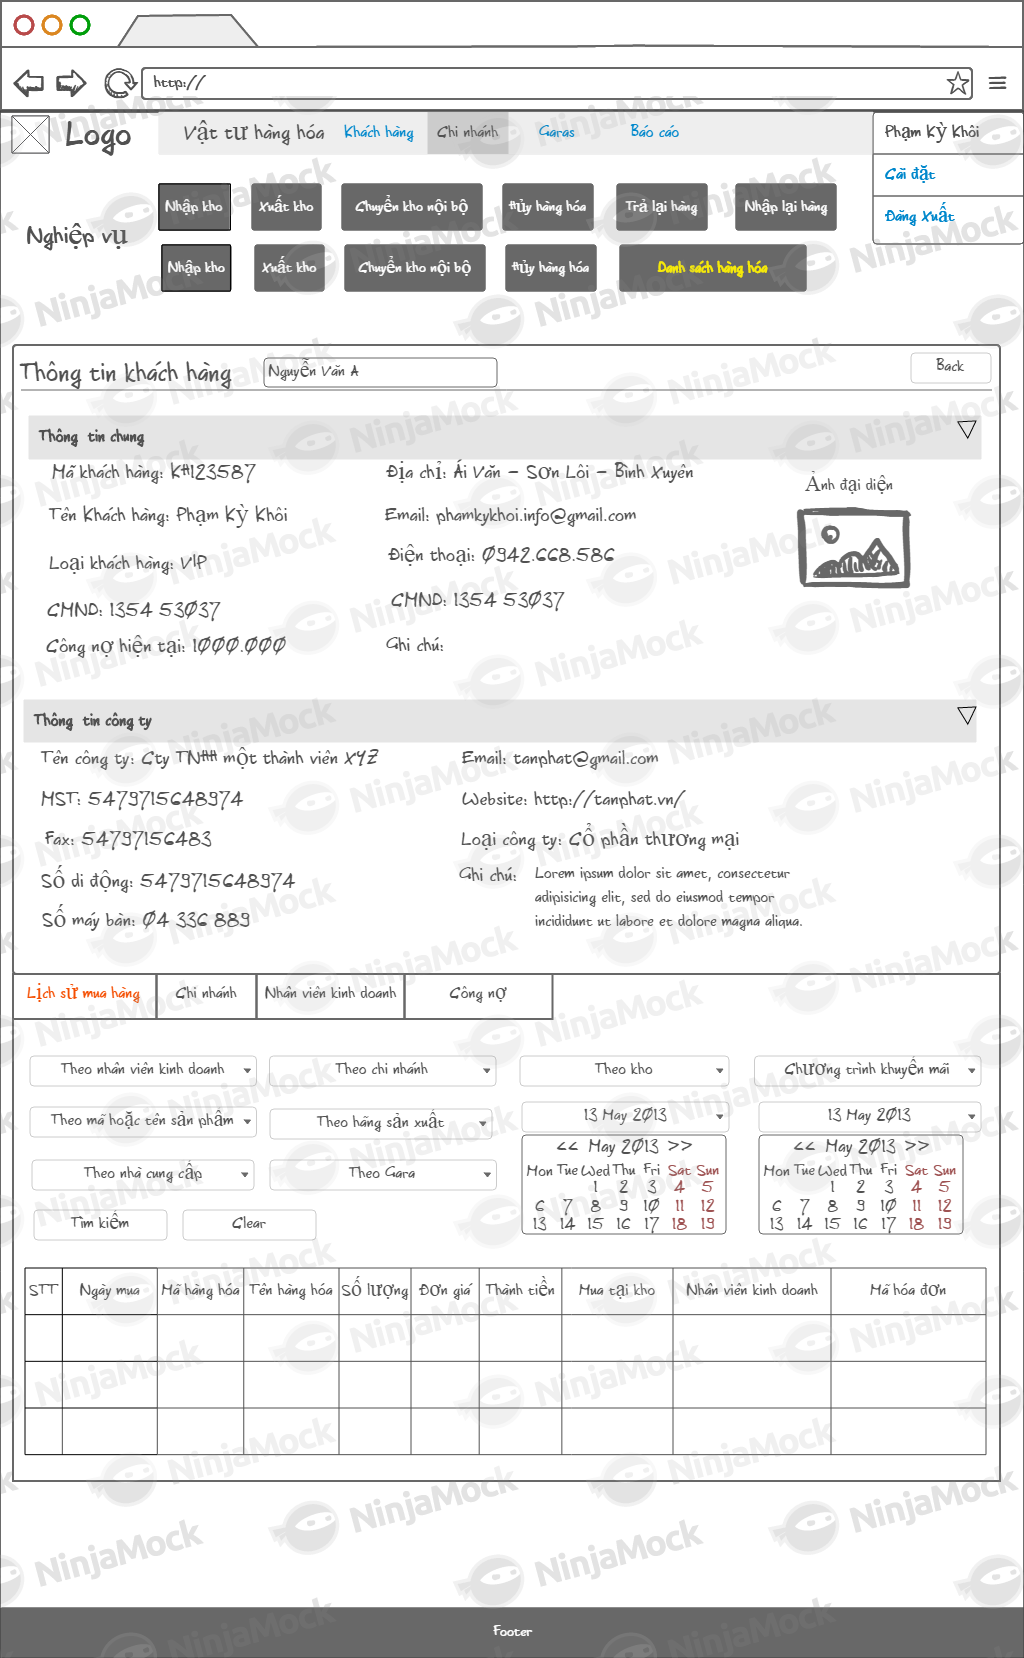 http://
Logo
Vật tư hàng hóa Khách hàng Chi nhánh Garas Báo cáo
Phạm Kỳ Khôi
Cài đặt
Đăng Xuất
Nghiệp vụ
Nhập kho Xuất kho Chuyển kho nội bộ Hủy hàng hóa Trả lại hàng Nhập lại hàng
Nhập kho Xuất kho Chuyển kho nội bộ Hủy hàng hóa Danh sách hàng hóa
Thông tin khách hàng Nguyễn Văn A Back
Thông tin chung
Mã khách hàng: KH123587 Địa chỉ: Ái Văn - Sơn Lôi - Bình Xuyên
Ảnh đại diện
Tên Khách hàng: Phạm Kỳ Khôi Email: phamkykhoi.info@gmail.com
Loại khách hàng: VIP Điện thoại: 0942.668.586
CMND: 1354 53037 CMND: 1354 53037
Công nợ hiện tại: 1000.000 Ghi chú:
Thông tin công ty
Tên công ty: Cty TNHH một thành viên XYZ Email: tanphat@gmail.com
MST: 5479715648974 Website: http://tanphat.vn/
Fax: 54797156483 Loại công ty: Cổ phần thương mại
Số di động: 5479715648974 Ghi chú: Lorem ipsum dolor sit amet, consectetur
adipisicing elit, sed do eiusmod tempor
Số máy bàn: 04 336 889 incididunt ut labore et dolore magna aliqua.
Lịch sử mua hàng Chi nhánh Nhân viên kinh doanh Công nợ
Theo nhân viên kinh doanh Theo chi nhánh Theo kho Chương trình khuyến mãi
Theo mã hoặc tên sản phẩm Theo hãng sản xuất 13 May 2013 13 May 2013
<< May 2013 >> << May 2013 >>
Theo nhà cung cấp Theo Gara Mon Tue Wed Thu Fri Sat Sun Mon Tue Wed Thu Fri Sat Sun
1 2 3 4 5 1 2 3 4 5
6 7 8 9 10 11 12 6 7 8 9 10 11 12
Tìm kiếm Clear 13 14 15 16 17 18 19 13 14 15 16 17 18 19
STT Ngày mua Mã hàng hóa Tên hàng hóa Số lượng Đơn giá Thành tiền Mua tại kho Nhân viên kinh doanh Mã hóa đơn
Footer
NinjaMock